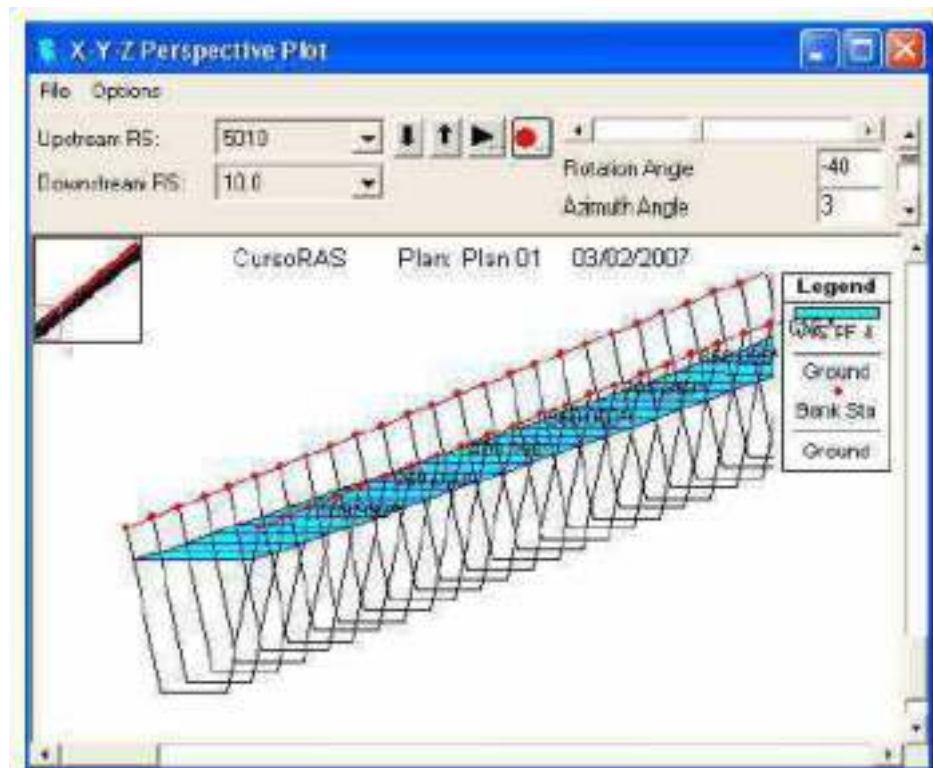 X-Y-Z Perspective Plot
File Options
Upstream RS: 5010
Downstream RS: 10.0
Rotation Angle -40
Azimuth Angle 3
CursoRAS Plan: Plan 01 03/02/2007
Legend
Ground
Bank Sta
Ground